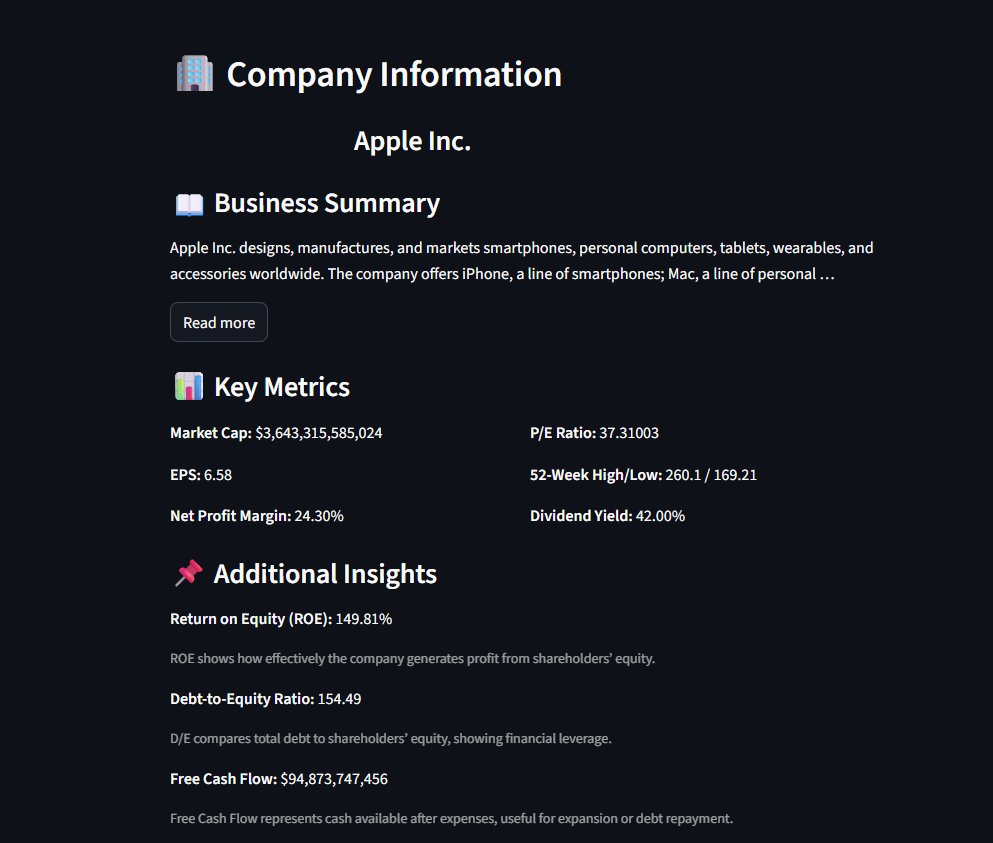 Company Information
Apple Inc.
Business Summary
Apple Inc. designs, manufactures, and markets smartphones, personal computers, tablets, wearables, and
accessories worldwide. The company offers iPhone, a line of smartphones; Mac, a line of personal ...
Read more
Key Metrics
Market Cap: $3,643,315,585,024
P/E Ratio: 37.31003
EPS: 6.58
52-Week High/Low: 260.1 / 169.21
Net Profit Margin: 24.30%
Dividend Yield: 42.00%
Additional Insights
Return on Equity (ROE): 149.81%
ROE shows how effectively the company generates profit from shareholders’ equity.
Debt-to-Equity Ratio: 154.49
D/E compares total debt to shareholders’ equity, showing financial leverage.
Free Cash Flow: $94,873,747,456
Free Cash Flow represents cash available after expenses, useful for expansion or debt repayment.